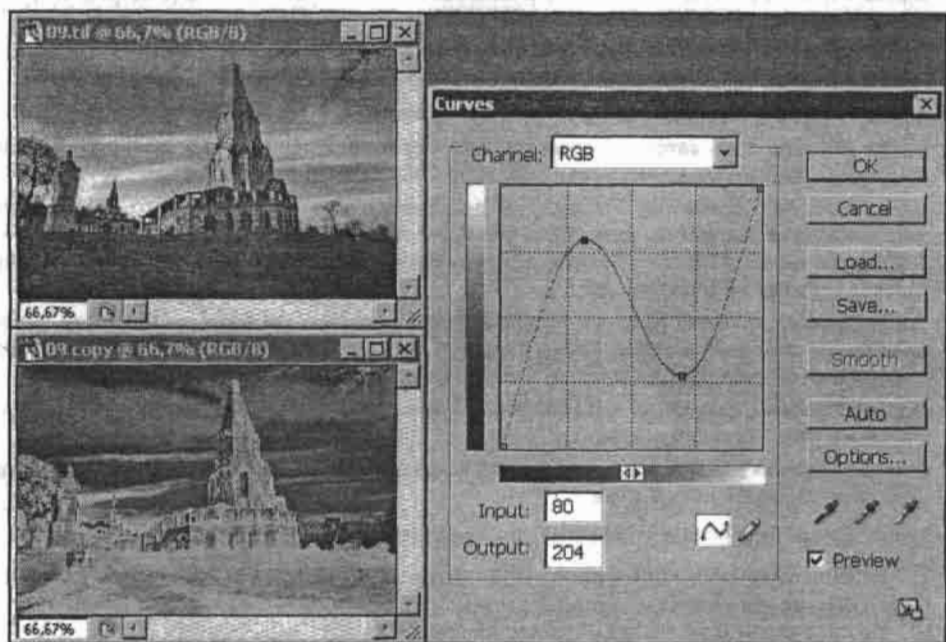 09.tif @ 66,7% (RGB/8)
66,67%
09 copy @ 66,7% (RGB/8)
66,67%
Curves
Channel: RGB
OK
Cancel
Load...
Save...
Smooth
Auto
Options...
Input: 80
Output: 204
Preview